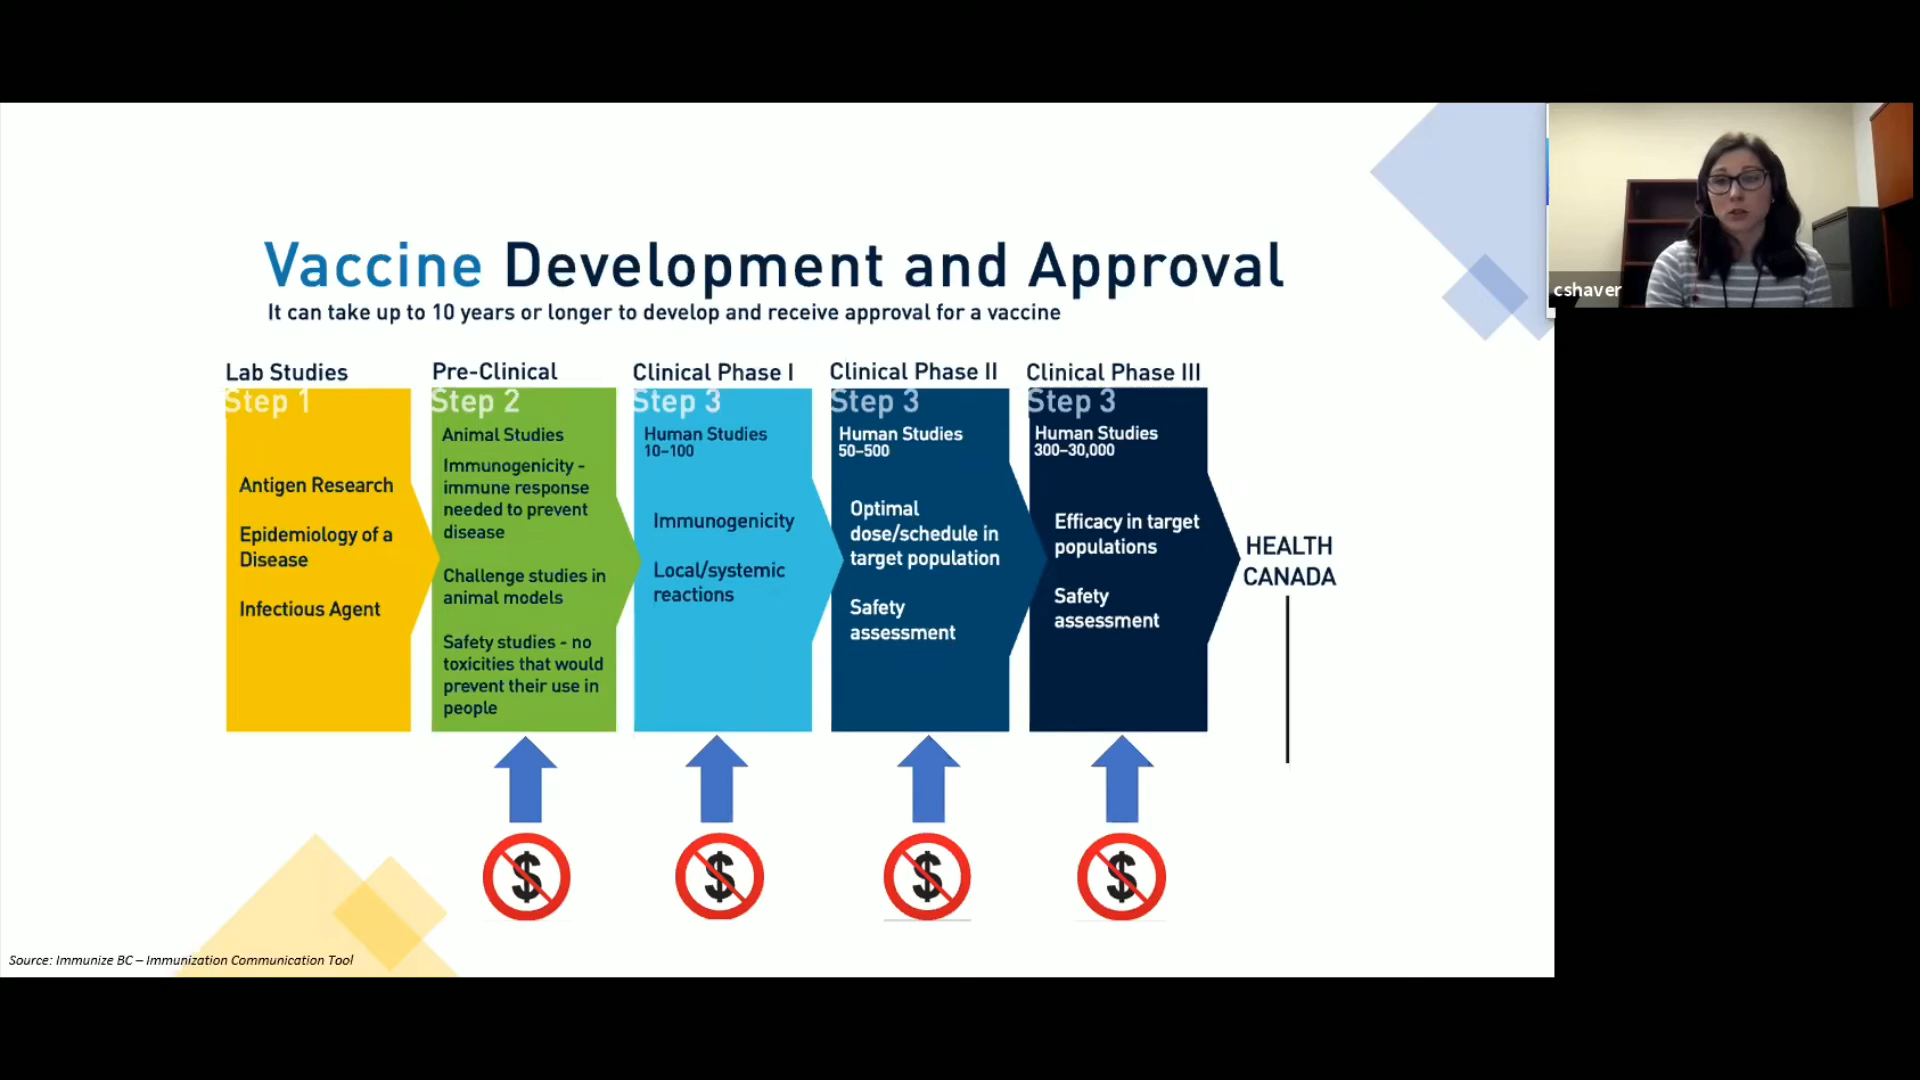 cshaver
Vaccine Development and Approval
It can take up to 10 years or longer to develop and receive approval for a vaccine
Lab Studies
Step 1
Antigen Research
Epidemiology of a
Disease
Infectious Agent
Pre-Clinical
Step 2
Animal Studies
Immunogenicity -
immune response
needed to prevent
disease
Challenge studies in
animal models
Safety studies - no
toxicities that would
prevent their use in
people
Clinical Phase I
Step 3
Human Studies
10–100
Immunogenicity
Local/systemic
reactions
Clinical Phase II
Step 3
Human Studies
50–500
Optimal
dose/schedule in
target population
Safety
assessment
Clinical Phase III
Step 3
Human Studies
300–30,000
Efficacy in target
populations
Safety
assessment
HEALTH
CANADA
$
$
$
$
Source: Immunize BC – Immunization Communication Tool